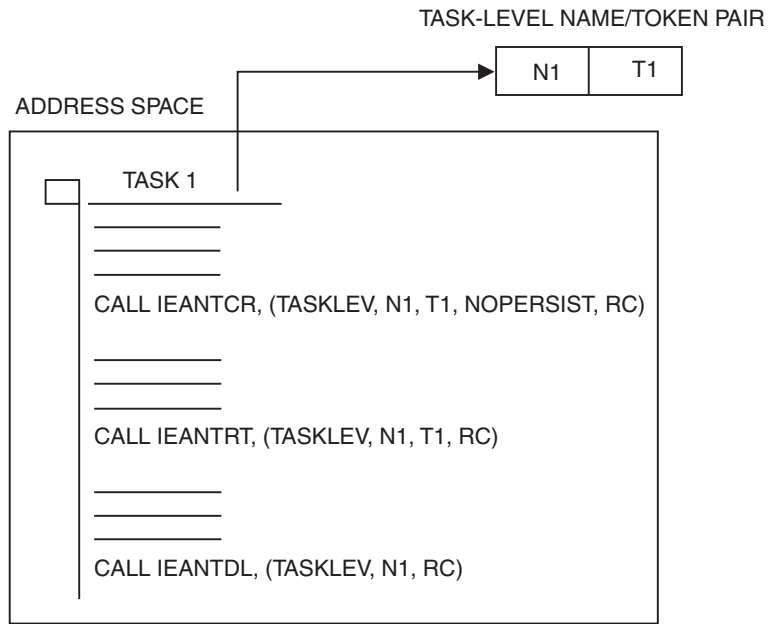 TASK-LEVEL NAME/TOKEN PAIR
N1 T1
ADDRESS SPACE
TASK 1
CALL IEANTCR, (TASKLEV, N1, T1, NOPERSIST, RC)
CALL IEANTRT, (TASKLEV, N1, T1, RC)
CALL IEANTDL, (TASKLEV, N1, RC)